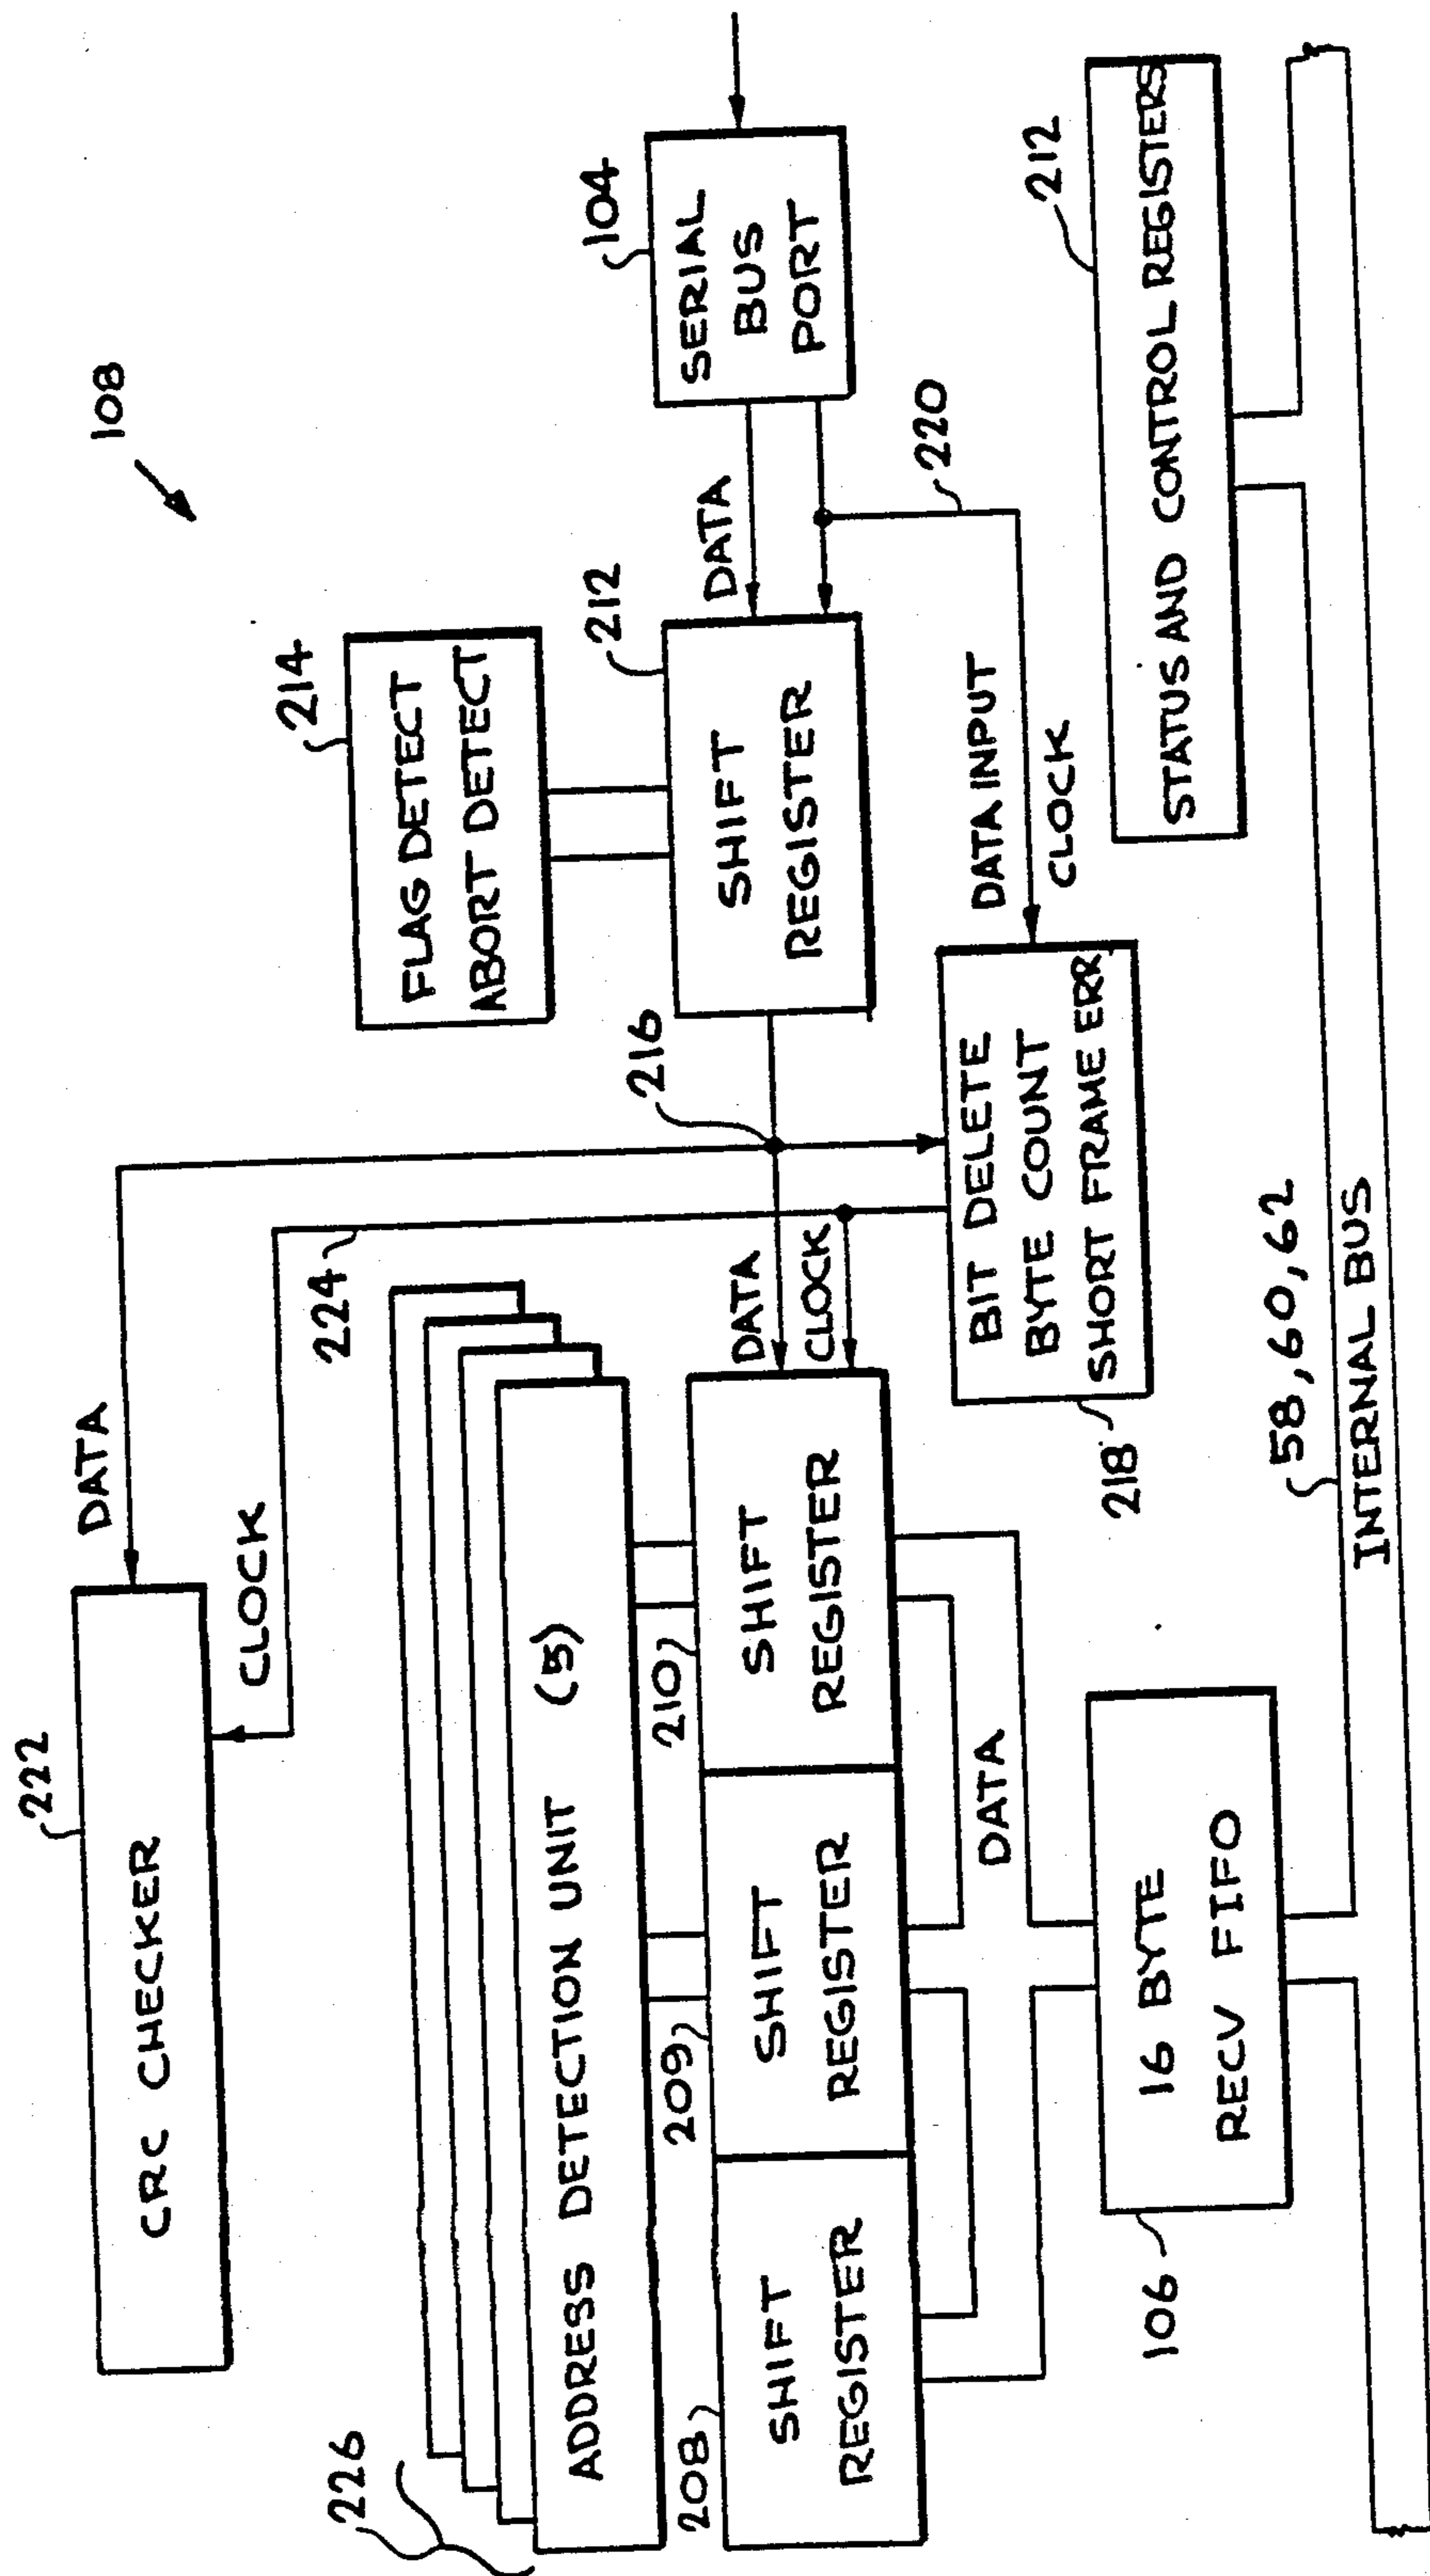 108
222
CRC CHECKER
DATA
CLOCK
224
214
FLAG DETECT
ABORT DETECT
226
ADDRESS DETECTION UNIT (5)
216
212
104
SERIAL
BUS
PORT
DATA
SHIFT
REGISTER
220
DATA
CLOCK
208
209
210
SHIFT
REGISTER
SHIFT
REGISTER
SHIFT
REGISTER
DATA INPUT
CLOCK
BIT DELETE
BYTE COUNT
SHORT FRAME ERR
218
212
STATUS AND CONTROL REGISTERS
DATA
106
16 BYTE
RECV FIFO
58, 60, 62
INTERNAL BUS